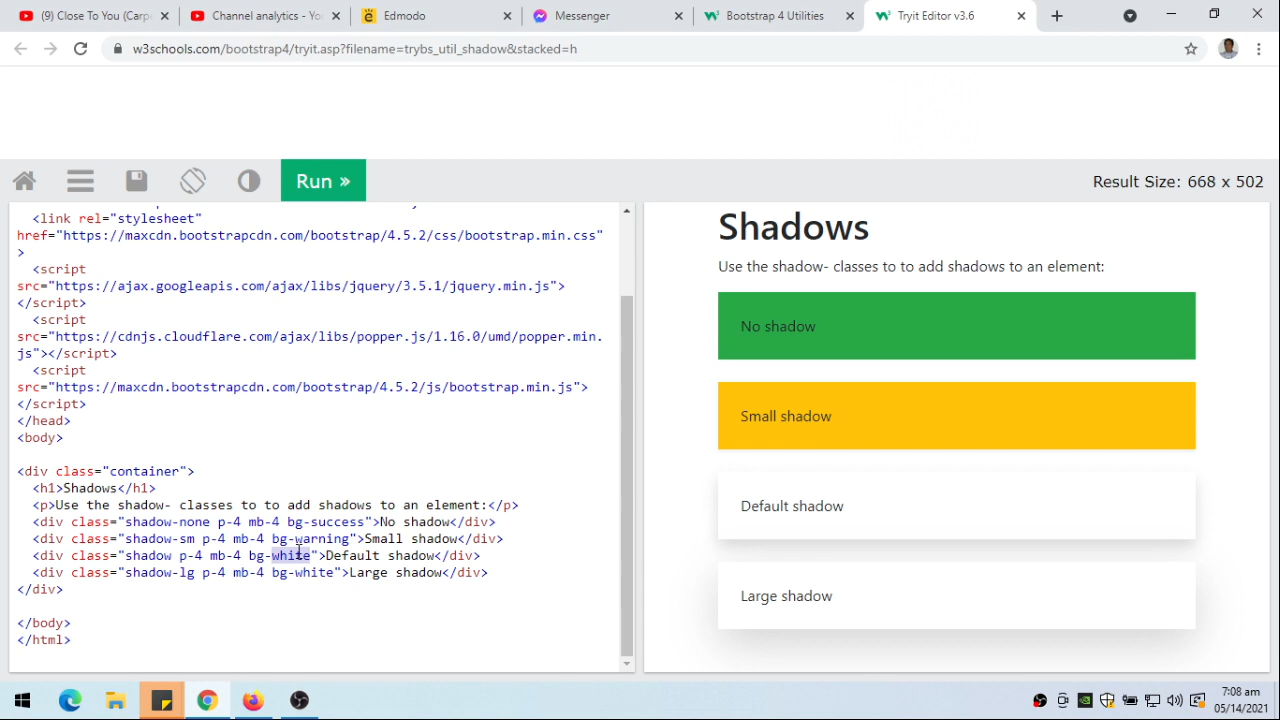 (9) Close To You (Carp
Channel analytics - Yo
Edmodo
Messenger
Bootstrap 4 Utilities
Tryit Editor v3.6
w3schools.com/bootstrap4/tryit.asp?filename=trybs_util_shadow&stacked=h
Run »
Result Size: 668 x 502
<link rel="stylesheet"
href="https://maxcdn.bootstrapcdn.com/bootstrap/4.5.2/css/bootstrap.min.css"
>
<script
src="https://ajax.googleapis.com/ajax/libs/jquery/3.5.1/jquery.min.js">
</script>
<script
src="https://cdnjs.cloudflare.com/ajax/libs/popper.js/1.16.0/umd/popper.min.
js"></script>
<script
src="https://maxcdn.bootstrapcdn.com/bootstrap/4.5.2/js/bootstrap.min.js">
</script>
</head>
<body>
<div class="container">
<h1>Shadows</h1>
<p>Use the shadow- classes to to add shadows to an element:</p>
<div class="shadow-none p-4 mb-4 bg-success">No shadow</div>
<div class="shadow-sm p-4 mb-4 bg-warning">Small shadow</div>
<div class="shadow p-4 mb-4 bg-white">Default shadow</div>
<div class="shadow-lg p-4 mb-4 bg-white">Large shadow</div>
</div>
</body>
</html>
Shadows
Use the shadow- classes to to add shadows to an element:
No shadow
Small shadow
Default shadow
Large shadow
7:08 am
05/14/2021